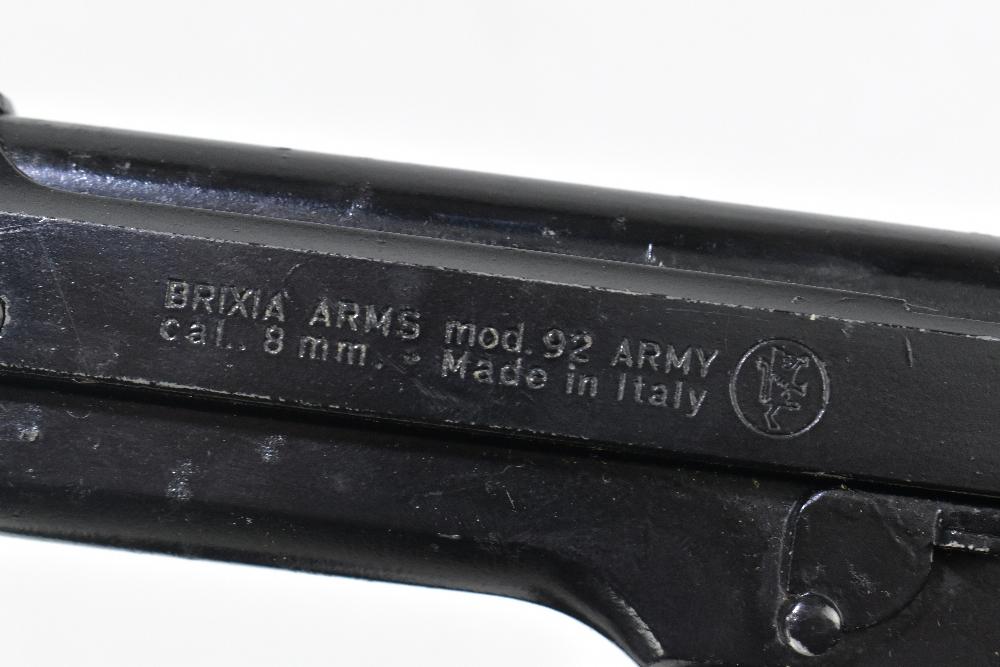 BRIXIA ARMS mod. 92 ARMY
cal. 8 mm. * Made in Italy